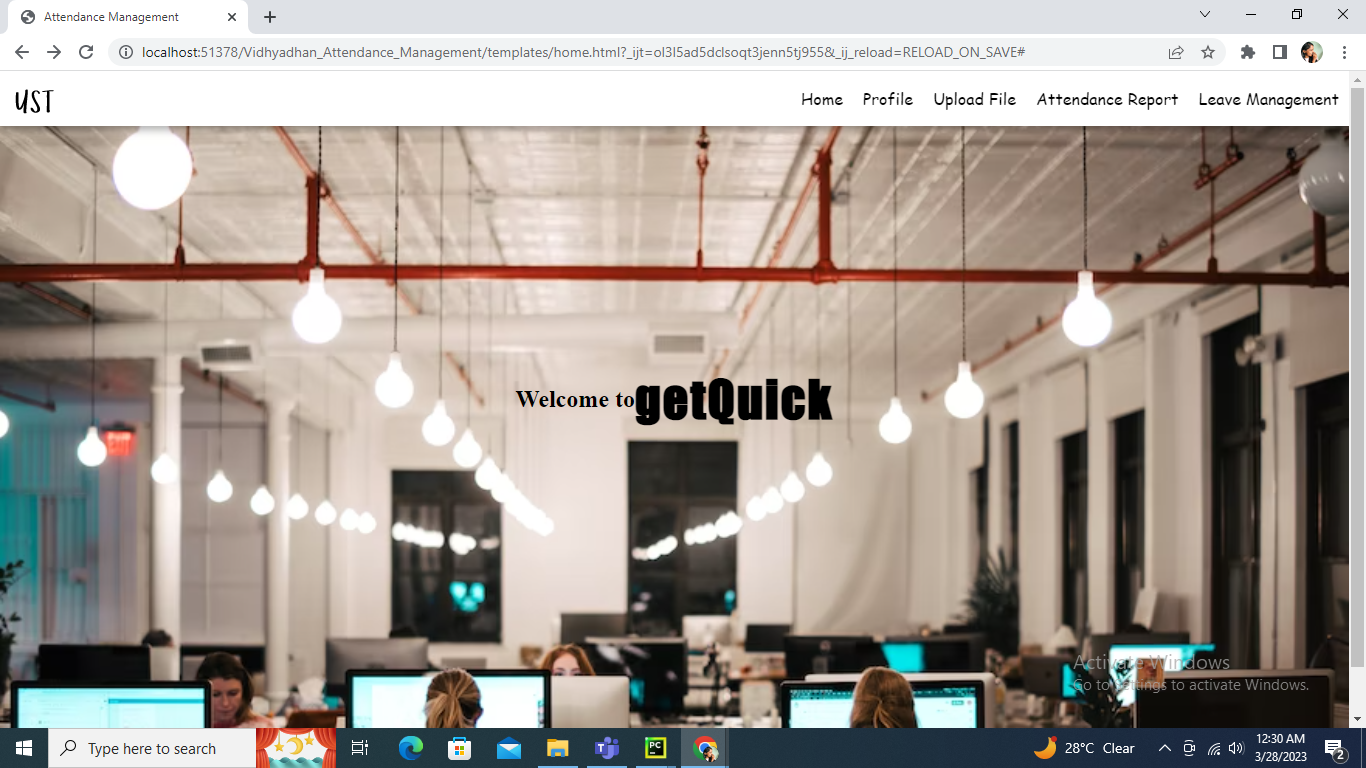 Attendance Management
localhost:51378/Vidhyadhan_Attendance_Management/templates/home.html?_ijt=ol3l5ad5dclsoqt3jenn5tj955&_ij_reload=RELOAD_ON_SAVE#
UST Home Profile Upload File Attendance Report Leave Management
Welcome to getQuick
Activate Windows
Go to Settings to activate Windows.
Type here to search
PC
28°C Clear
12:30 AM
3/28/2023
2